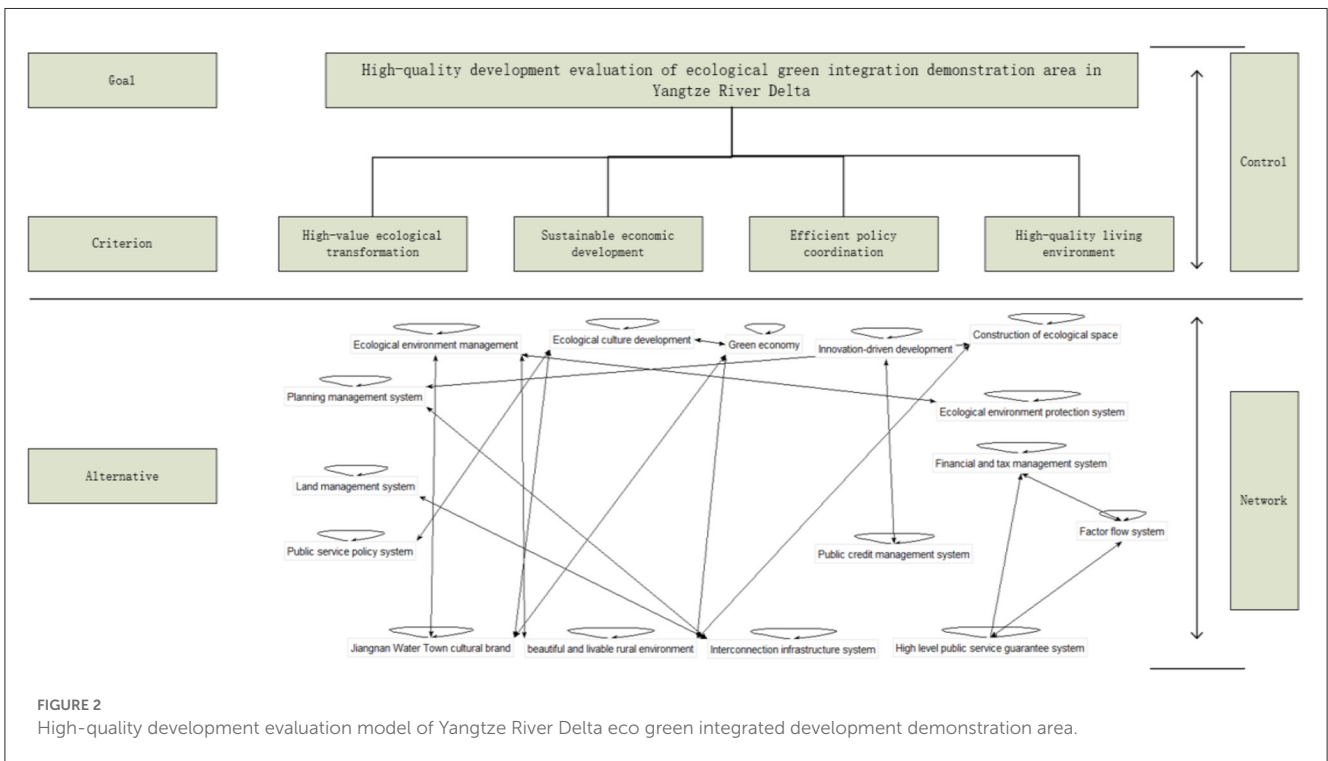 Goal
High-quality development evaluation of ecological green integration demonstration area in
Yangtze River Delta
Control
Criterion
High-value ecological
transformation
Sustainable economic
development
Efficient policy
coordination
High-quality living
environment
Ecological environment management
Ecological culture development
Green economy
Innovation-driven development
Construction of ecological space
Planning management system
Ecological environment protection system
Alternative
Land management system
Financial and tax management system
Network
Factor flow system
Public service policy system
Public credit management system
Jiangnan Water Town cultural brand
beautiful and livable rural environment
Interconnection infrastructure system
High level public service guarantee system
FIGURE 2
High-quality development evaluation model of Yangtze River Delta eco green integrated development demonstration area.